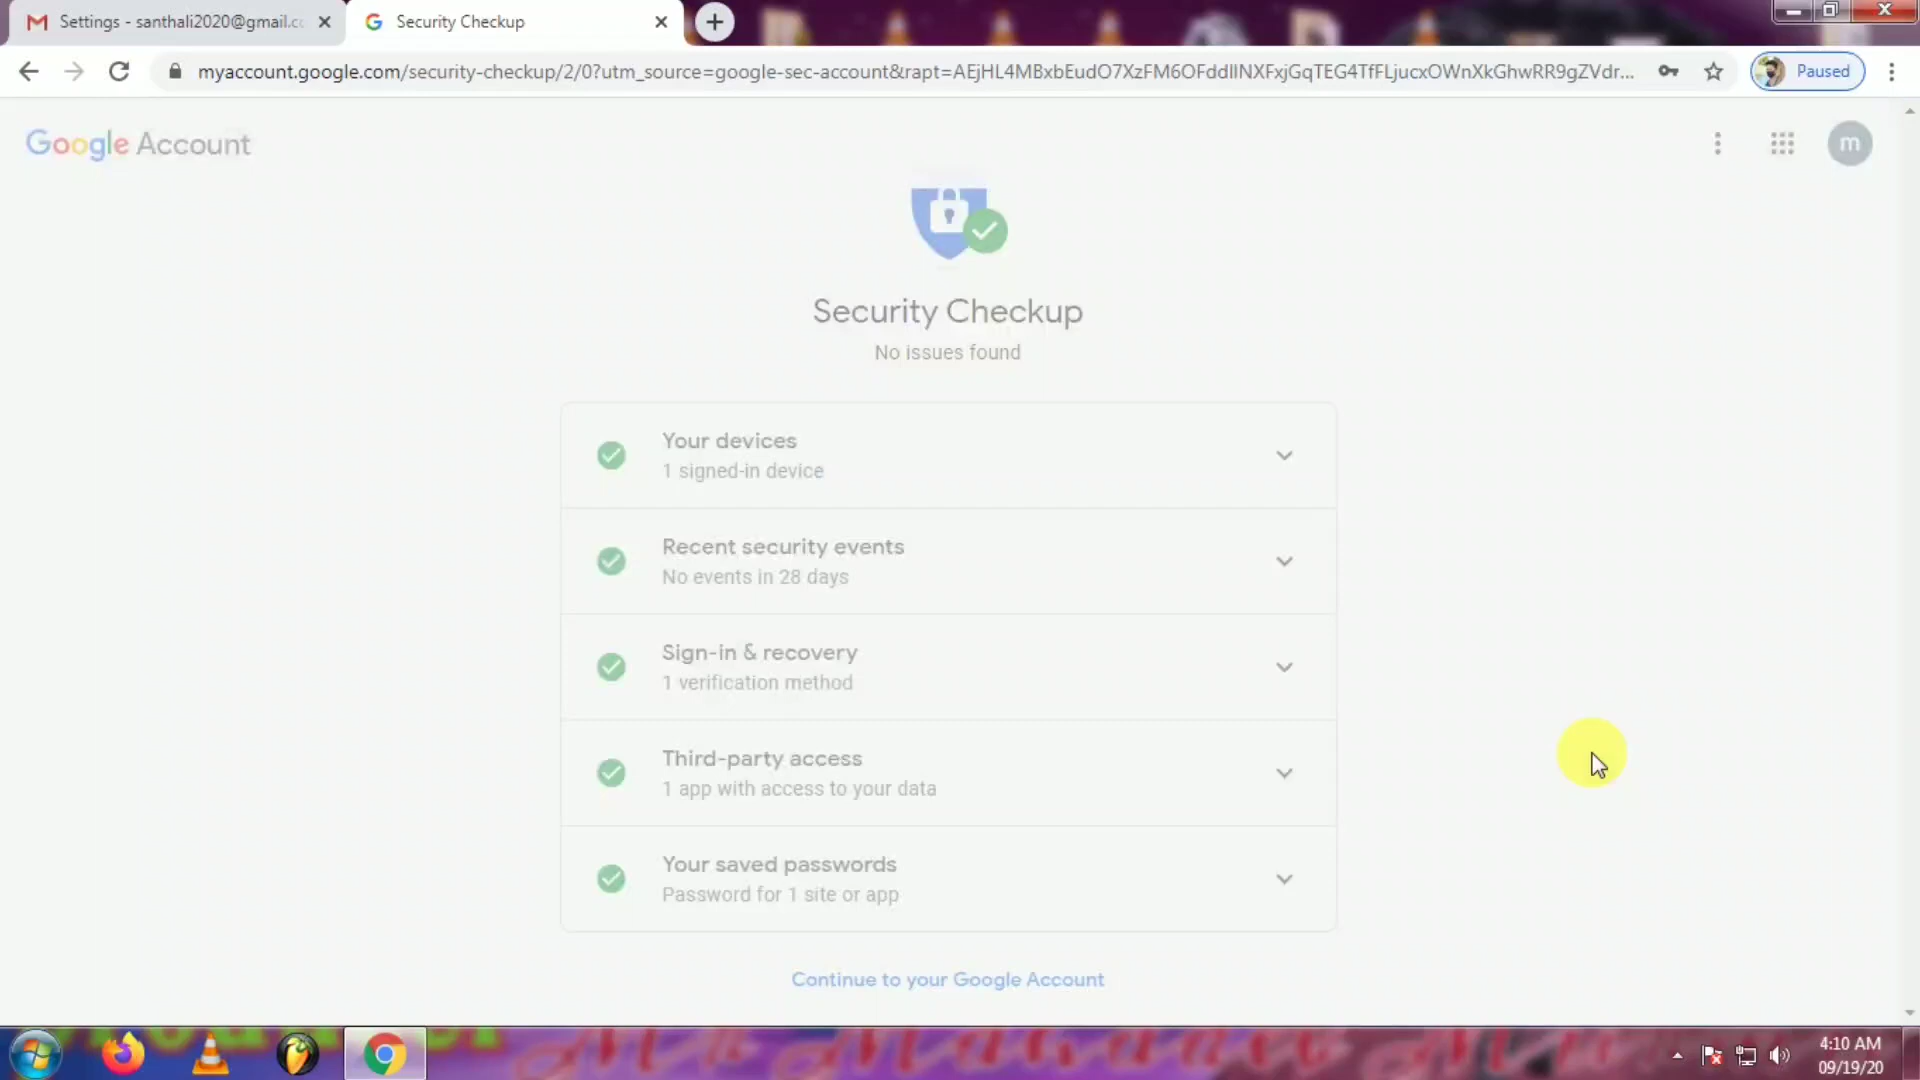 Settings - santhali2020@gmail.c
Security Checkup
myaccount.google.com/security-checkup/2/0?utm_source=google-sec-account&rapt=AEjHL4MBxbEudO7XzFM6OFddIlNXFxjGqTEG4TfFLjucxOWnXkGhwRR9gZVdr...
Paused
Google Account
m
Security Checkup
No issues found
Your devices
1 signed-in device
Recent security events
No events in 28 days
Sign-in & recovery
1 verification method
Third-party access
1 app with access to your data
Your saved passwords
Password for 1 site or app
Continue to your Google Account
4:10 AM
09/19/20